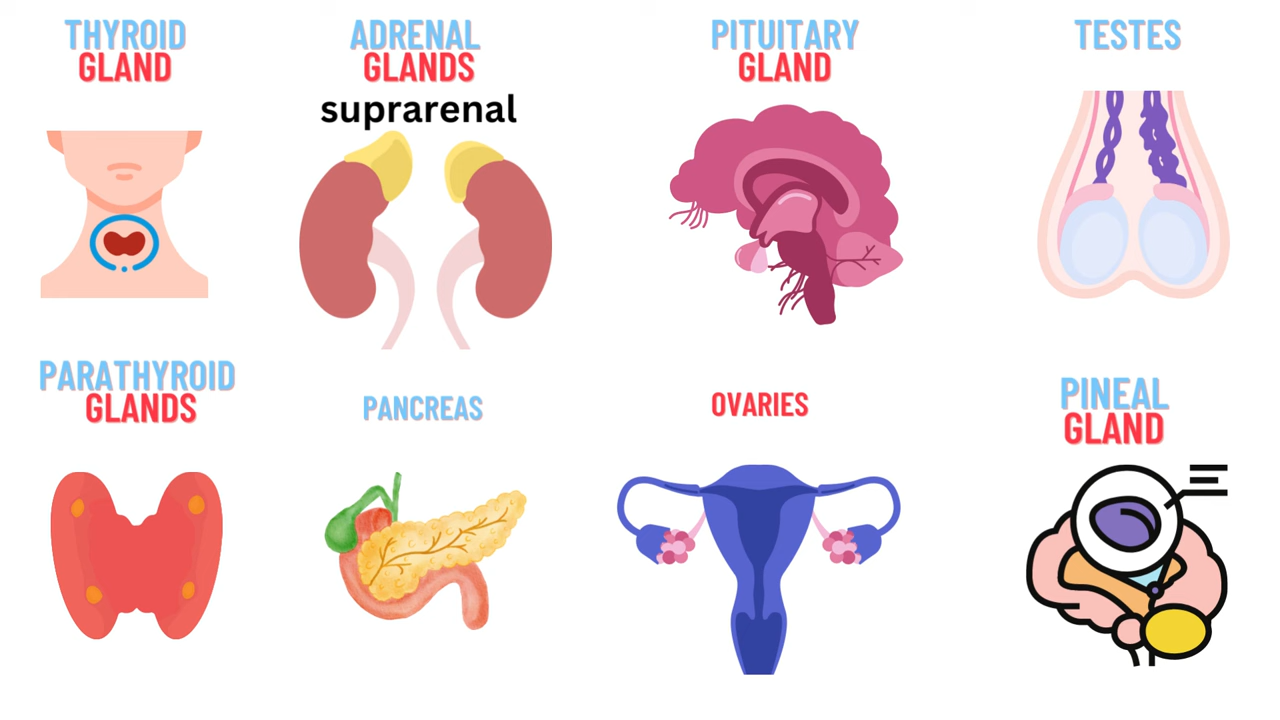 THYROID
GLAND
ADRENAL
GLANDS
suprarenal
PITUITARY
GLAND
TESTES
PARATHYROID
GLANDS
PANCREAS
OVARIES
PINEAL
GLAND